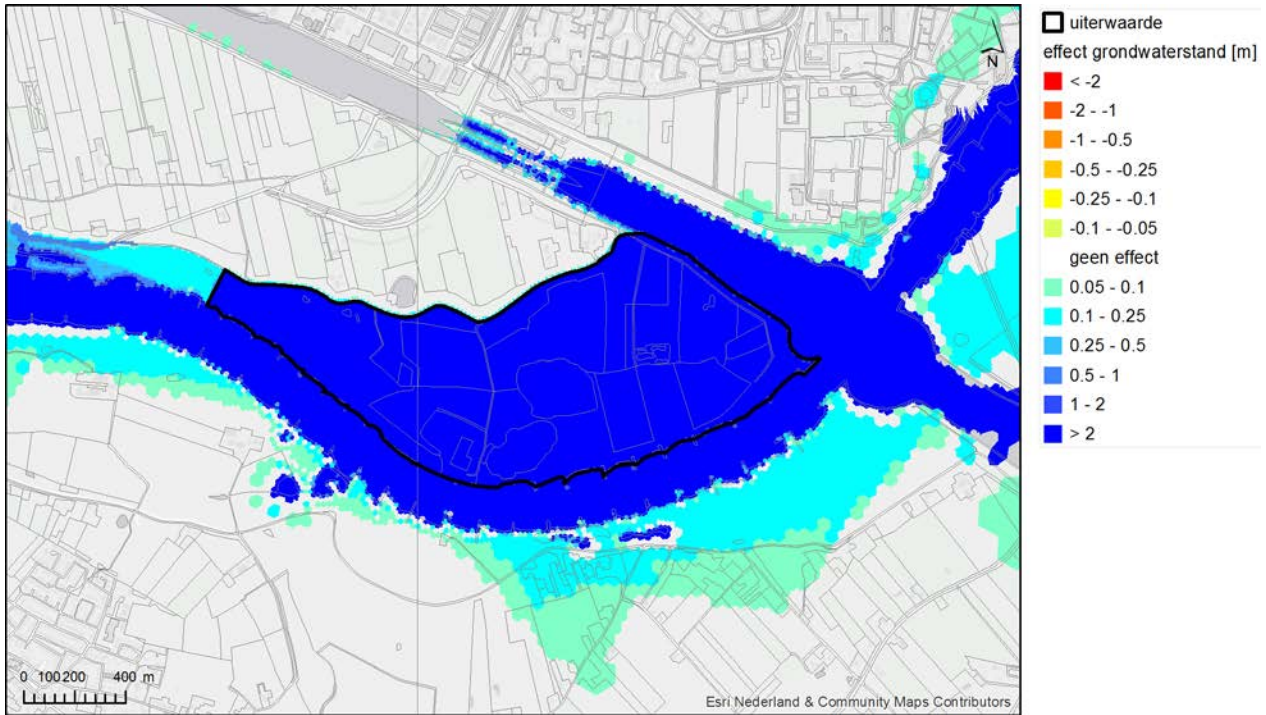 N
0 100 200 400 m
Esri Nederland & Community Maps Contributors
uiterwaarde
effect grondwaterstand [m]
< -2
-2 - -1
-1 - -0.5
-0.5 - -0.25
-0.25 - -0.1
-0.1 - -0.05
geen effect
0.05 - 0.1
0.1 - 0.25
0.25 - 0.5
0.5 - 1
1 - 2
> 2